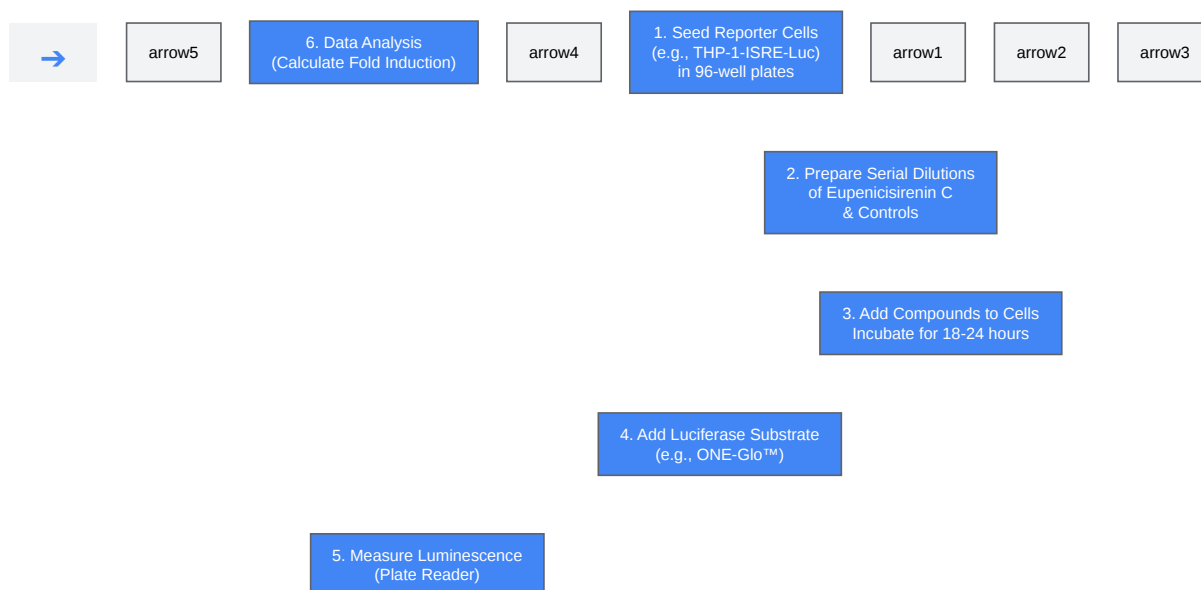 ➔
arrow5
6. Data Analysis
(Calculate Fold Induction)
arrow4
1. Seed Reporter Cells
(e.g., THP-1-ISRE-Luc)
in 96-well plates
arrow1
arrow2
arrow3
2. Prepare Serial Dilutions
of Eupenicisirenin C
& Controls
3. Add Compounds to Cells
Incubate for 18-24 hours
4. Add Luciferase Substrate
(e.g., ONE-Glo™)
5. Measure Luminescence
(Plate Reader)